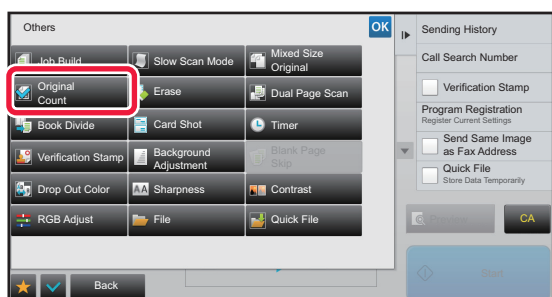 Others
OK
Job Build
Slow Scan Mode
Mixed Size
Original
Original
Count
Erase
Dual Page Scan
Book Divide
Card Shot
Timer
Verification Stamp
Background
Adjustment
Blank Page
Skip
Drop Out Color
AA Sharpness
Contrast
RGB Adjust
File
Quick File
Back
Sending History
Call Search Number
Verification Stamp
Program Registration
Register Current Settings
Send Same Image
as Fax Address
Quick File
Store Data Temporarily
Preview
CA
Start